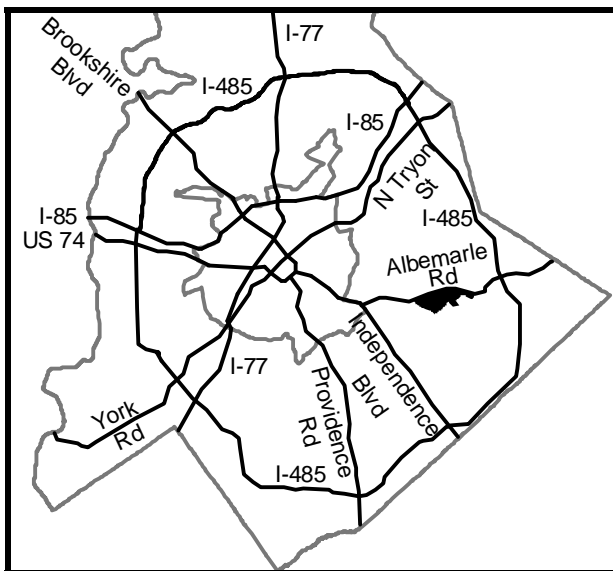 I-77
Brookshire
Blvd
I-485
I-85
N Tryon
St
I-485
I-85
US 74
Albemarle
Rd
Independence
Blvd
I-77
Providence
Rd
York
Rd
I-485